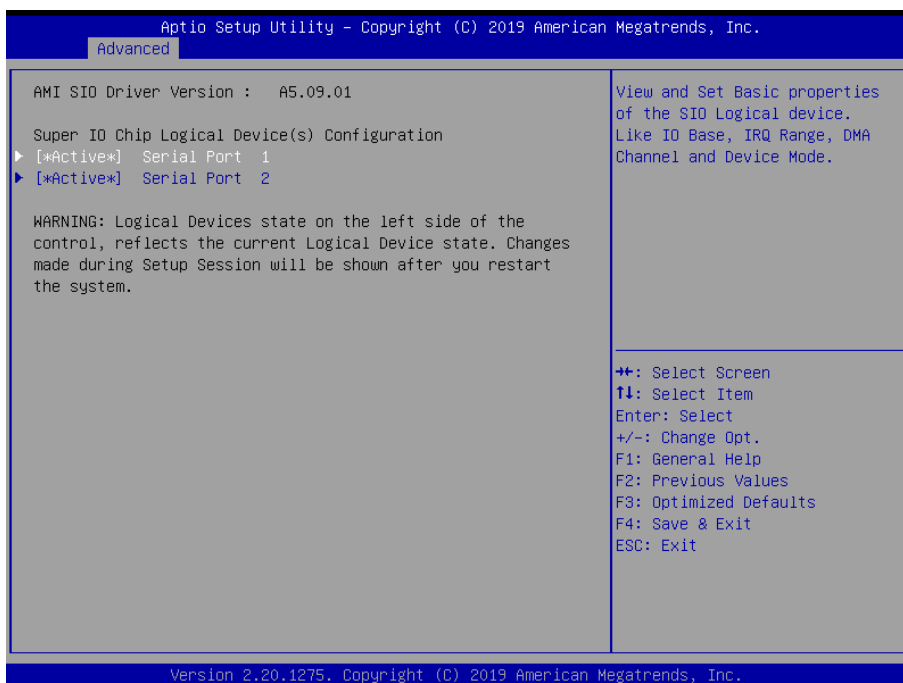 Aptio Setup Utility – Copyright (C) 2019 American Megatrends, Inc.
Advanced
AMI SIO Driver Version : A5.09.01
Super IO Chip Logical Device(s) Configuration
[*Active*] Serial Port 1
[*Active*] Serial Port 2
WARNING: Logical Devices state on the left side of the
control, reflects the current Logical Device state. Changes
made during Setup Session will be shown after you restart
the system.
View and Set Basic properties
of the SIO Logical device.
Like IO Base, IRQ Range, DMA
Channel and Device Mode.
→←: Select Screen
↑↓: Select Item
Enter: Select
+/-: Change Opt.
F1: General Help
F2: Previous Values
F3: Optimized Defaults
F4: Save & Exit
ESC: Exit
Version 2.20.1275. Copyright (C) 2019 American Megatrends, Inc.